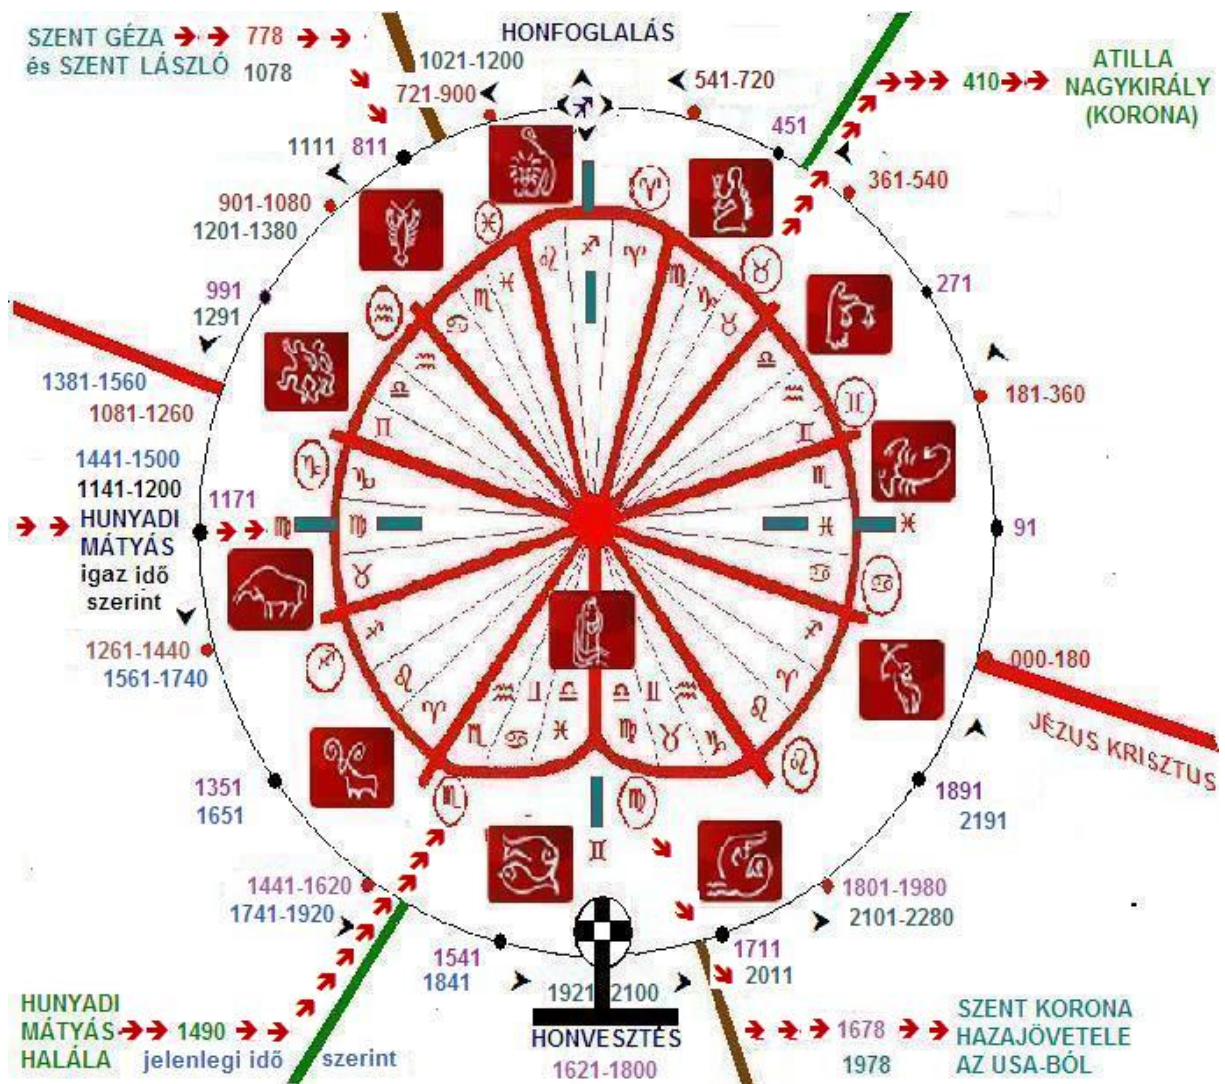 SZENT GÉZA 778
és SZENT LÁSZLÓ 1078
HONFOGLALÁS
1021-1200
721-900
541-720
410
ATILLA
NAGYKIRÁLY
(KORONA)
1111 811
451
361-540
901-1080
1201-1380
991
1291
271
1381-1560
1081-1260
181-360
1441-1500
1141-1200
HUNYADI
MÁTYÁS
igaz idő
szerint
1171
91
1261-1440
1561-1740
000-180
JÉZUS KRISZTUS
1351
1651
1891
2191
1441-1620
1741-1920
1801-1980
2101-2280
1541
1841
1711
2011
1921 2100
HONVESZTÉS
1621-1800
HUNYADI
MÁTYÁS
HALÁLA
1490
jelenlegi idő szerint
1678
1978
SZENT KORONA
HAZAJÖVETELE
AZ USA-BÓL